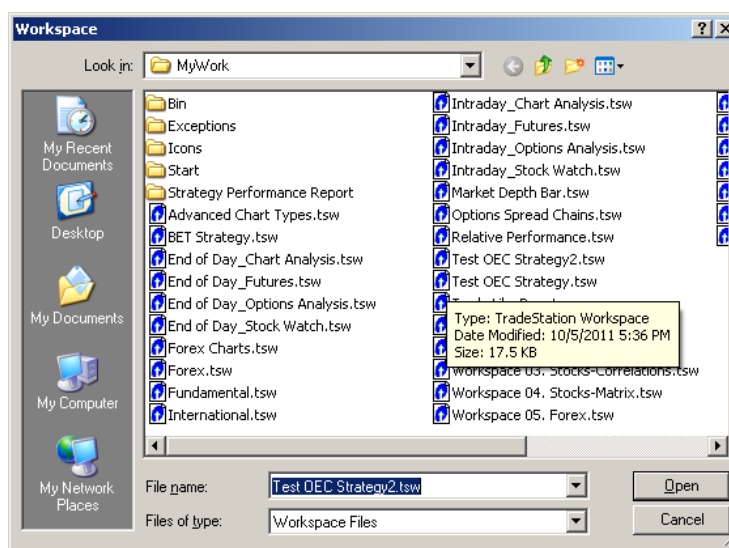 Workspace
Look in:
MyWork
My Recent
Documents
Desktop
My Documents
My Computer
My Network
Places
Bin
Exceptions
Icons
Start
Strategy Performance Report
Advanced Chart Types.tsw
BET Strategy.tsw
End of Day_Chart Analysis.tsw
End of Day_Futures.tsw
End of Day_Options Analysis.tsw
End of Day_Stock Watch.tsw
Forex Charts.tsw
Forex.tsw
Fundamental.tsw
International.tsw
Intraday_Chart Analysis.tsw
Intraday_Futures.tsw
Intraday_Options Analysis.tsw
Intraday_Stock Watch.tsw
Market Depth Bar.tsw
Options Spread Chains.tsw
Relative Performance.tsw
Test OEC Strategy2.tsw
Test OEC Strategy.tsw
Type: TradeStation Workspace
Date Modified: 10/5/2011 5:36 PM
Size: 17.5 KB
Workspace 03. Stocks-Correlations.tsw
Workspace 04. Stocks-Matrix.tsw
Workspace 05. Forex.tsw
File name:
Test OEC Strategy2.tsw
Open
Files of type:
Workspace Files
Cancel